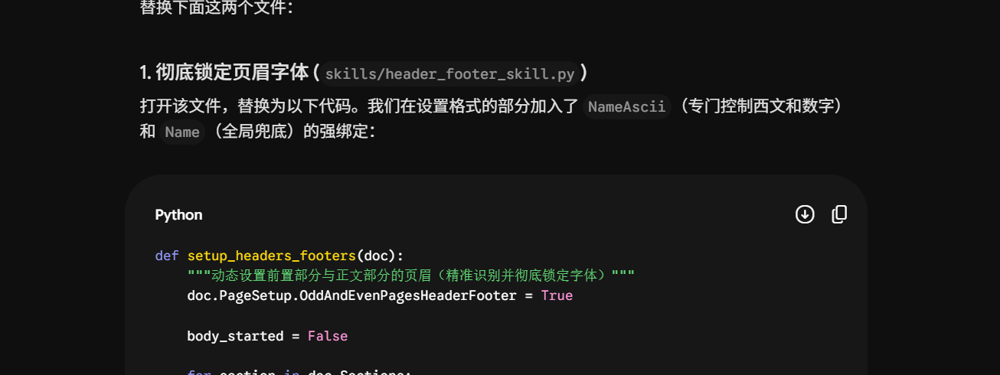 替换下面这两个文件：
1. 彻底锁定页眉字体 ( skills/header_footer_skill.py )
打开该文件，替换为以下代码。我们在设置格式的部分加入了 NameAscii （专门控制西文和数字）
和 Name （全局兜底）的强绑定：
Python
def setup_headers_footers(doc):
    """动态设置前置部分与正文部分的页眉（精准识别并彻底锁定字体）"""
    doc.PageSetup.OddAndEvenPagesHeaderFooter = True
    body_started = False
    for section in doc.Sections: